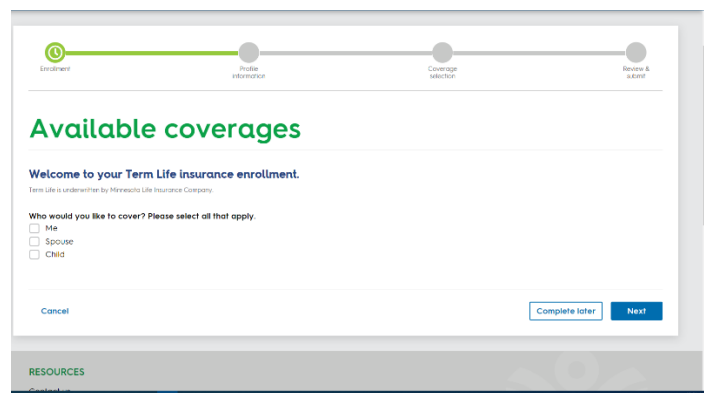 Enrolment
Profile
information
Coverage
selection
Review &
submit
Available coverages
Welcome to your Term Life insurance enrollment.
Term Life is underwritten by Minnesota Life Insurance Company.
Who would you like to cover? Please select all that apply.
Me
Spouse
Child
Cancel
Complete later
Next
RESOURCES